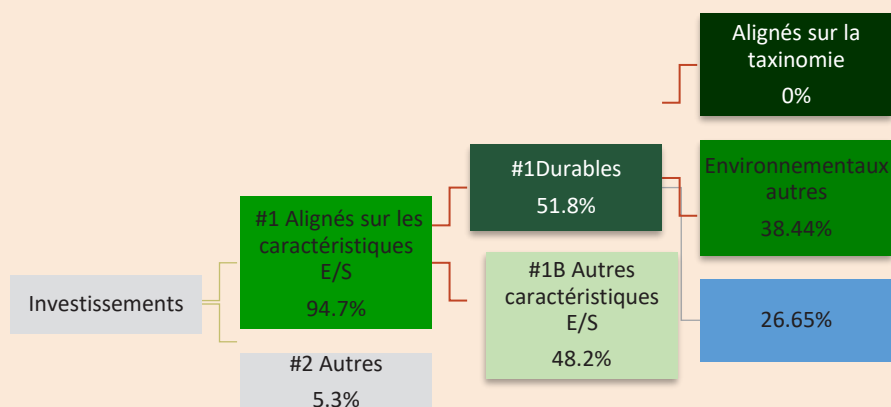 Investissements
#1 Alignés sur les
caractéristiques
E/S
94.7%
#2 Autres
5.3%
#1Durables
51.8%
#1B Autres
caractéristiques
E/S
48.2%
Alignés sur la
taxinomie
0%
Environnementaux
autres
38.44%
26.65%